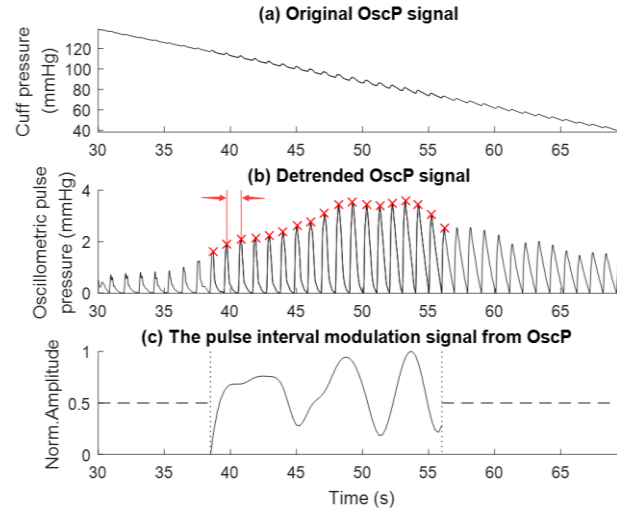 (a) Original OscP signal
Cuff pressure
(mmHg)
120
100
80
60
40
30 35 40 45 50 55 60 65
(b) Detrended OscP signal
Oscillometric pulse
pressure (mmHg)
4
2
0
30 35 40 45 50 55 60 65
(c) The pulse interval modulation signal from OscP
Norm.Amplitude
1
0.5
0
30 35 40 45 50 55 60 65
Time (s)